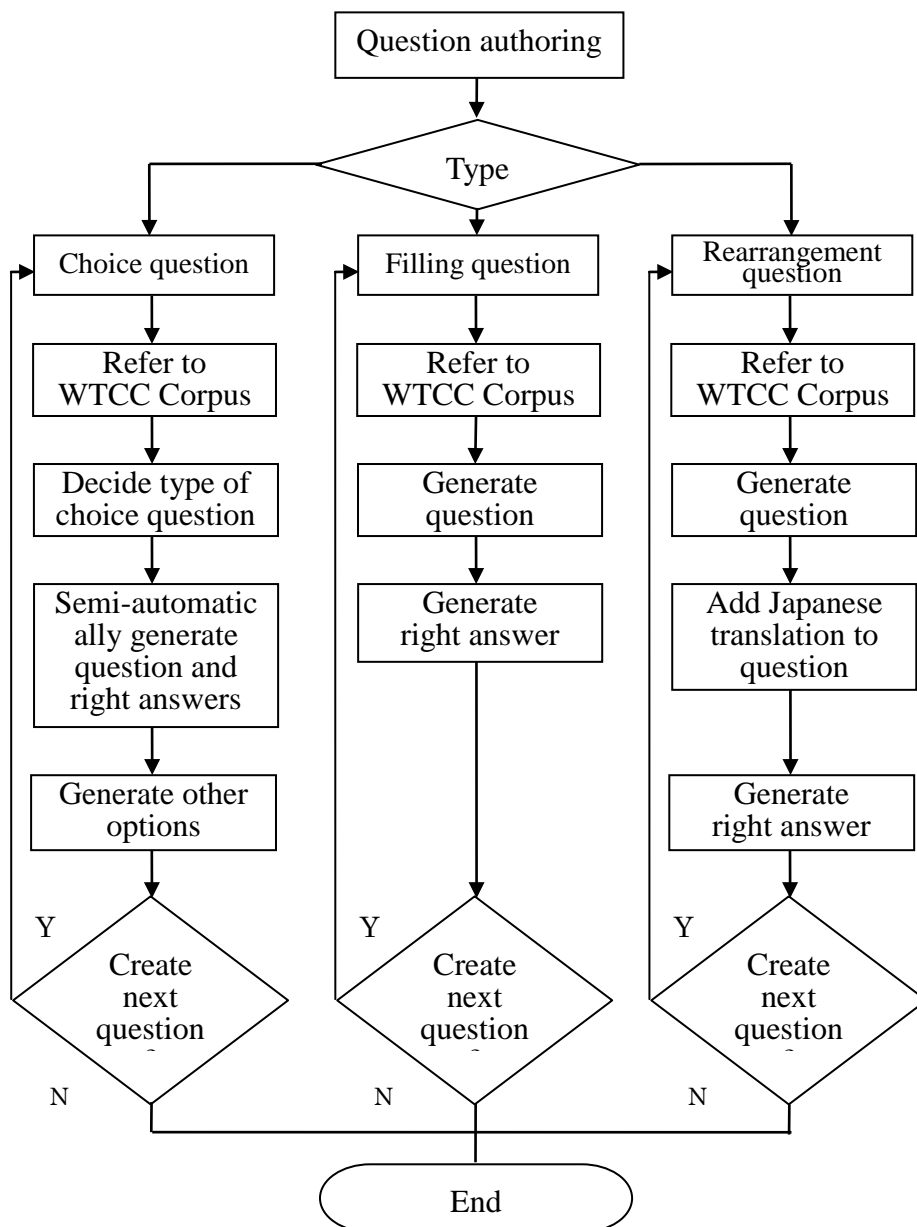 Question authoring
Type
Choice question
Refer to
WTCC Corpus
Decide type of
choice question
Semi-automatic
ally generate
question and
right answers
Generate other
options
Y
Create
next
question
N
Filling question
Refer to
WTCC Corpus
Generate
question
Generate
right answer
Y
Create
next
question
N
Rearrangement
question
Refer to
WTCC Corpus
Generate
question
Add Japanese
translation to
question
Generate
right answer
Y
Create
next
question
N
End